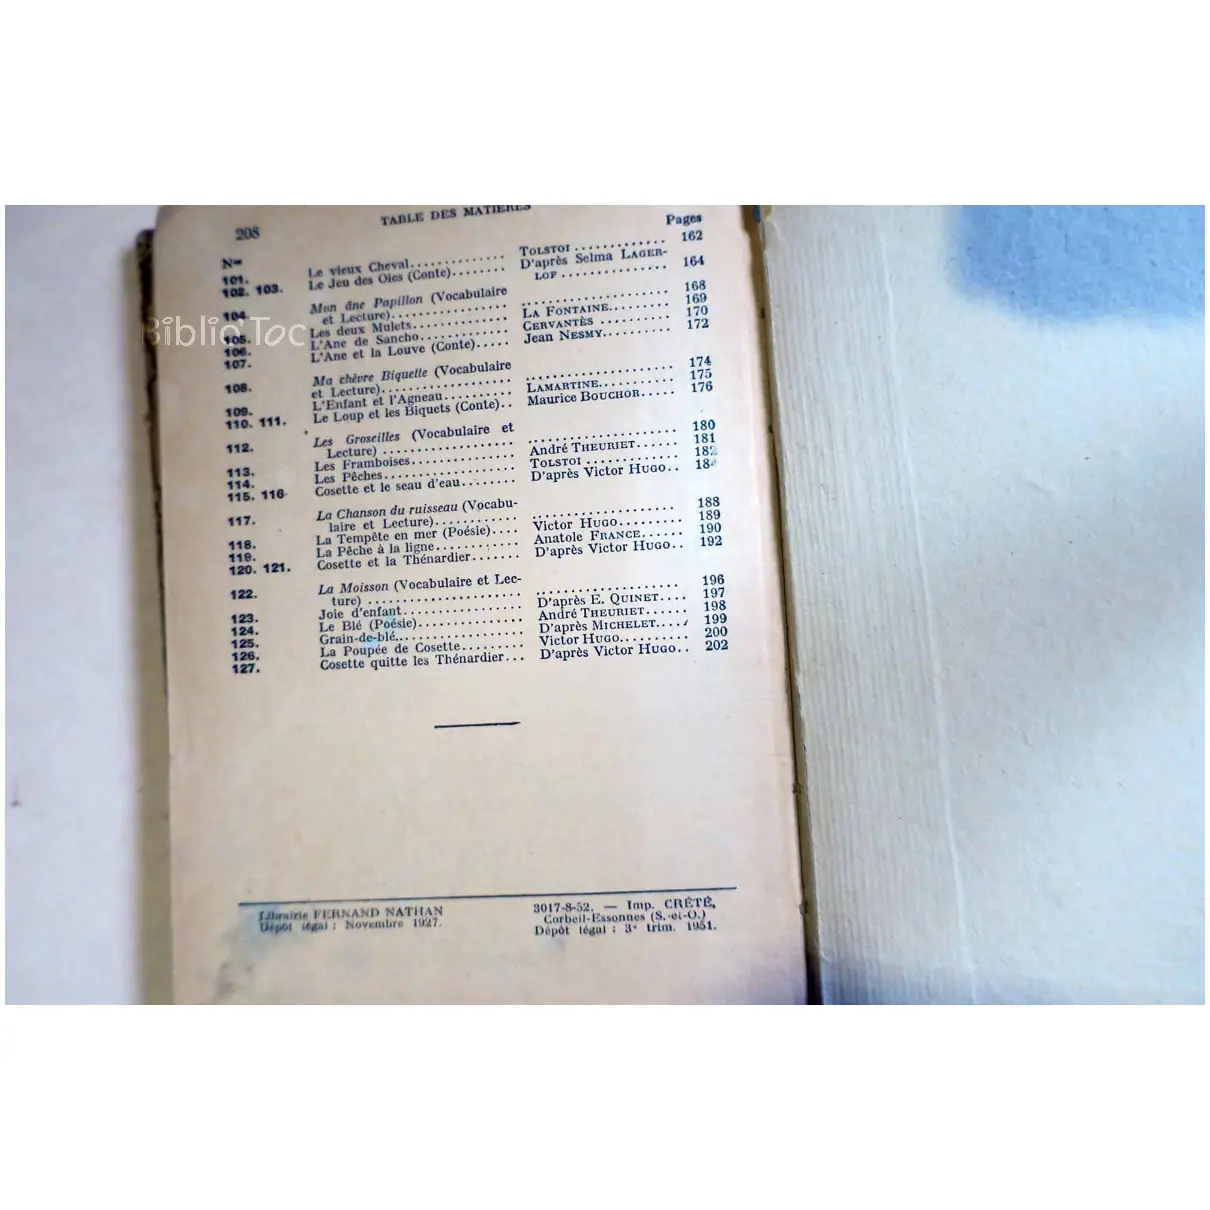 208
TABLE DES MATIÈRES
Nos
Pages
101. Le vieux Cheval.............. TOLSTOI ............. 162
102. 103. Le Jeu des Oies (Conte)........ D'après Selma LAGER-
LOF ............... 164
104. Mon âne Papillon (Vocabulaire
et Lecture)................ ...................... 168
105. Les deux Mulets............. LA FONTAINE......... 169
106. L'Ane de Sancho............ CERVANTÈS .......... 170
107. L'Ane et la Louve (Conte)..... Jean NESMY.......... 172
108. Ma chèvre Biquette (Vocabulaire
et Lecture)................ ...................... 174
109. L'Enfant et l'Agneau.......... LAMARTINE........... 175
110. 111. Le Loup et les Biquets (Conte).. Maurice BOUCHOR..... 176
112. Les Groseilles (Vocabulaire et
Lecture) .................. ...................... 180
113. Les Framboises.............. André THEURIET...... 181
114. Les Pêches.................. TOLSTOI ............. 182
115. 116 Cosette et le seau d'eau........ D'après Victor HUGO.. 184
117. La Chanson du ruisseau (Vocabu-
laire et Lecture)............ ...................... 188
118. La Tempête en mer (Poésie).... Victor HUGO......... 189
119. La Pêche à la ligne............ Anatole FRANCE...... 190
120. 121. Cosette et la Thénardier....... D'après Victor HUGO.. 192
122. La Moisson (Vocabulaire et Lec-
ture) ...................... ...................... 196
123. Joie d'enfant................ D'après E. QUINET.... 197
124. Le Blé (Poésie).............. André THEURIET...... 198
125. Grain-de-blé................. D'après MICHELET..... 199
126. La Poupée de Cosette......... Victor HUGO.......... 200
127. Cosette quitte les Thénardier... D'après Victor HUGO.. 202
Librairie FERNAND NATHAN
Dépôt légal : Novembre 1927.
3017-8-52. — Imp. CRÉTÉ,
Corbeil-Essonnes (S.-et-O.)
Dépôt légal : 3e trim. 1951.
Biblio'Toc